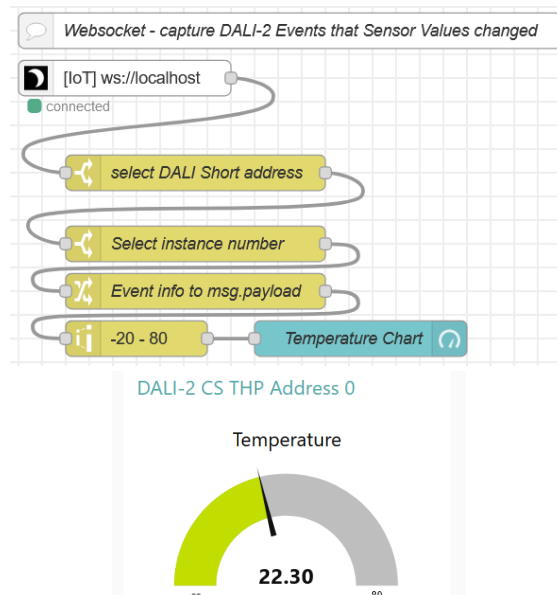 Websocket - capture DALI-2 Events that Sensor Values changed
[IoT] ws://localhost
connected
select DALI Short address
Select instance number
Event info to msg.payload
-20 - 80
Temperature Chart
DALI-2 CS THP Address 0
Temperature
22.30
80